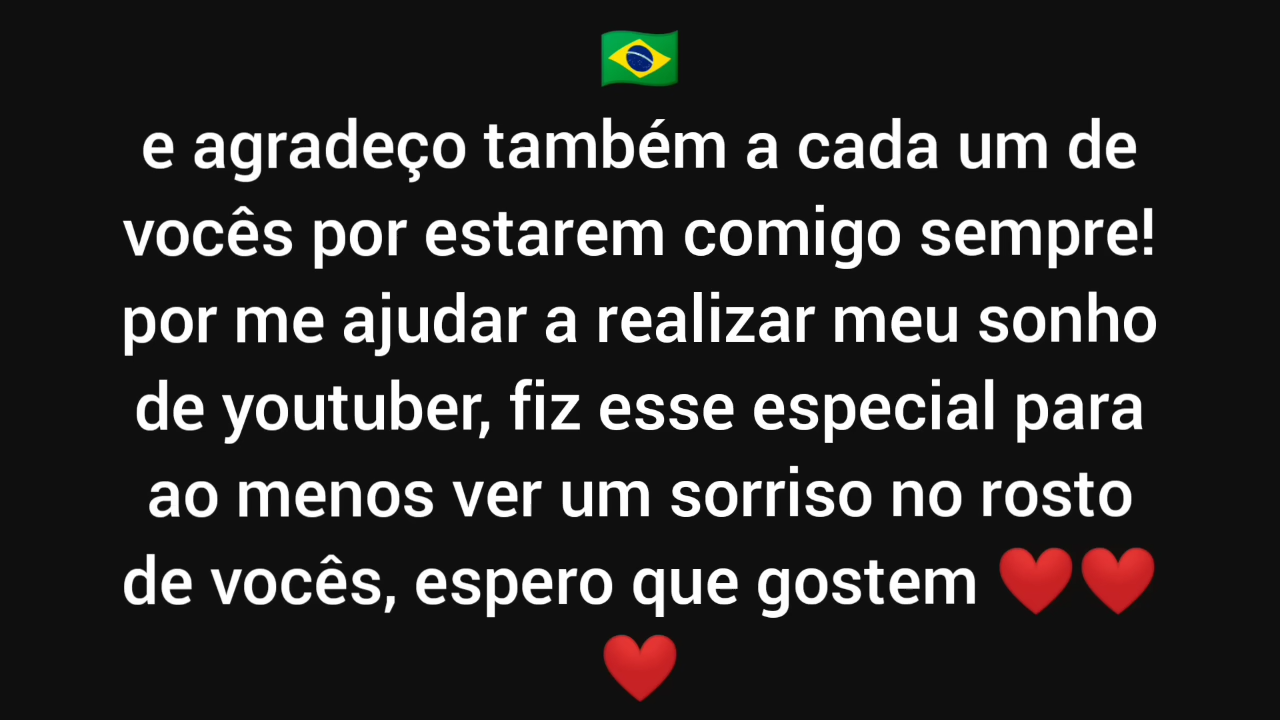 🇧🇷
e agradeço também a cada um de
vocês por estarem comigo sempre!
por me ajudar a realizar meu sonho
de youtuber, fiz esse especial para
ao menos ver um sorriso no rosto
de vocês, espero que gostem ❤️❤️
❤️